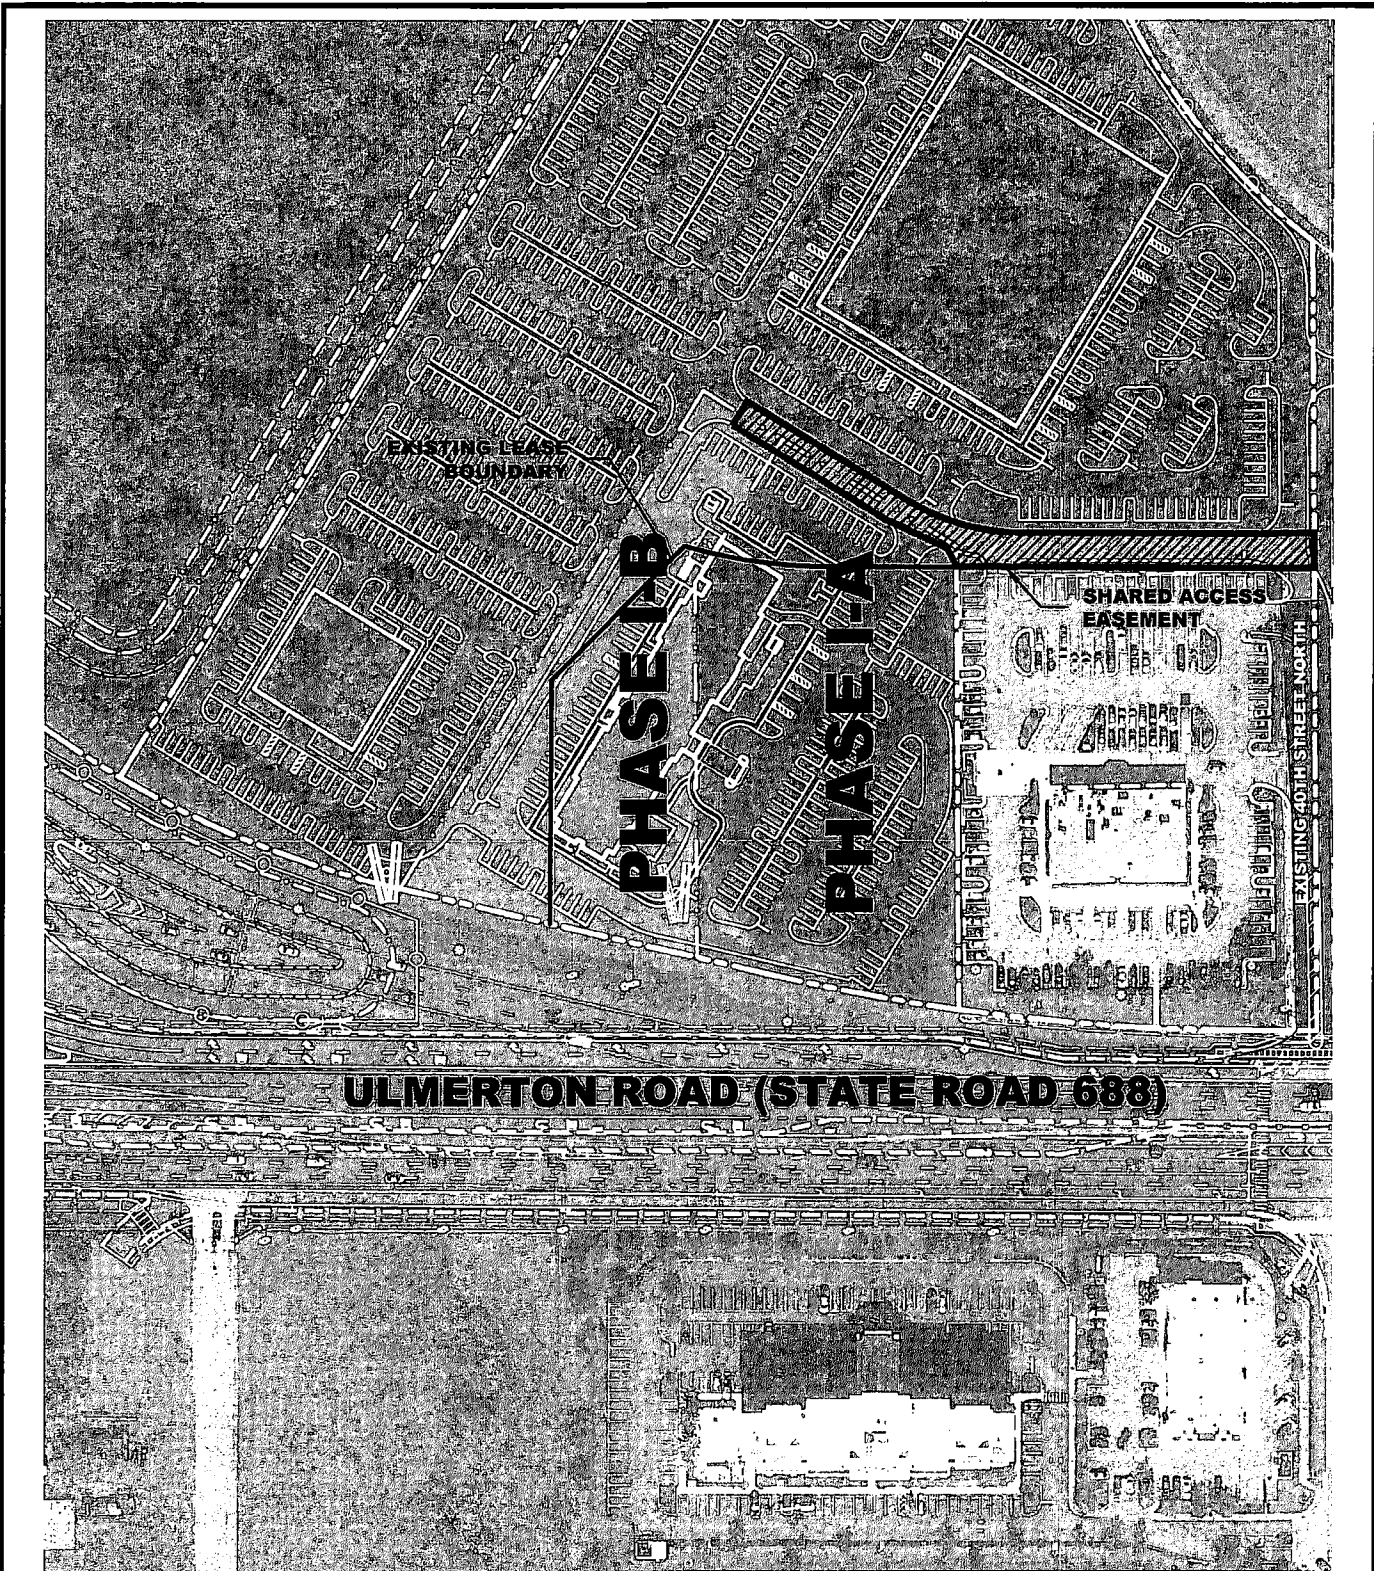 EXISTING LEASE
BOUNDARY
PHASE I-B
PHASE I-A
SHARED ACCESS
EASEMENT
EXISTING 40TH STREET NORTH
ULMERTON ROAD (STATE ROAD 688)